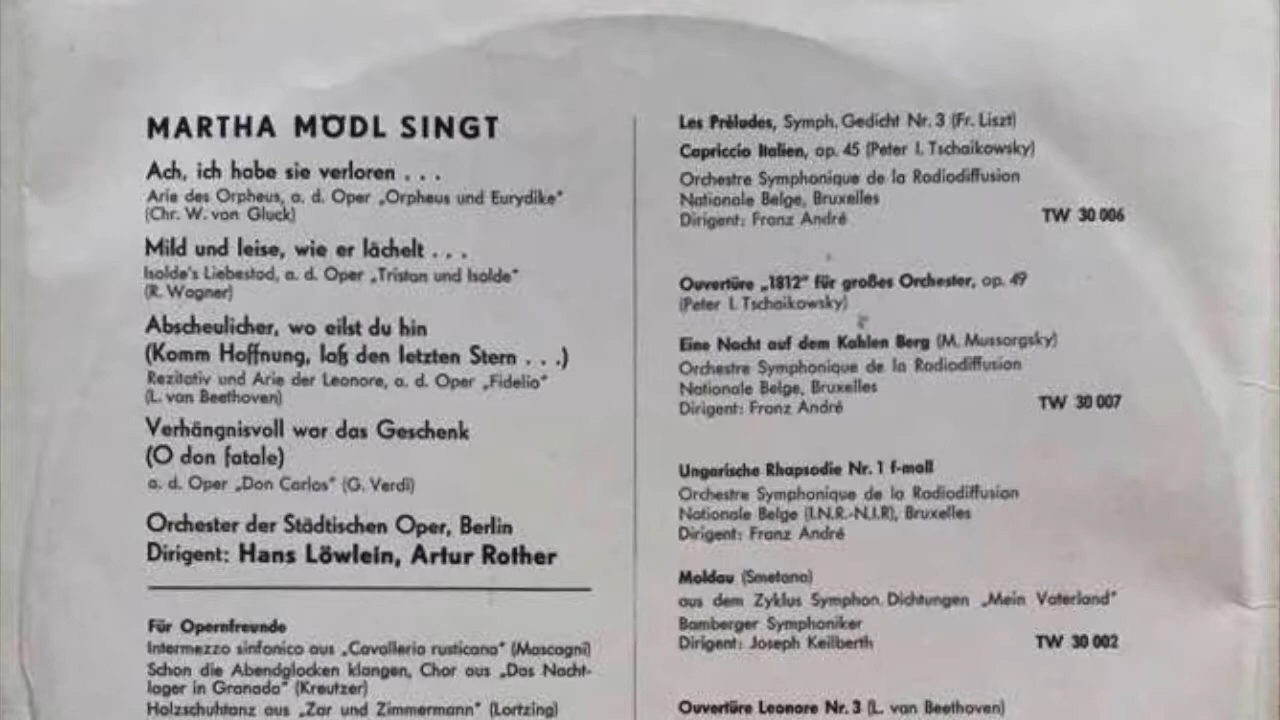 MARTHA MÖDL SINGT
Ach, ich habe sie verloren . . .
Arie des Orpheus, a. d. Oper „Orpheus und Eurydike"
(Chr. W. von Gluck)
Mild und leise, wie er lächelt . . .
Isolde's Liebestod, a. d. Oper „Tristan und Isolde"
(R. Wagner)
Abscheulicher, wo eilst du hin
(Komm Hoffnung, laß den letzten Stern . . .)
Rezitativ und Arie der Leonore, a. d. Oper „Fidelio"
(L. van Beethoven)
Verhängnisvoll war das Geschenk
(O don fatale)
a. d. Oper „Don Carlos" (G. Verdi)
Orchester der Städtischen Oper, Berlin
Dirigent: Hans Löwlein, Artur Rother
Für Opernfreunde
Intermezzo sinfonico aus „Cavalleria rusticana" (Mascagni)
Schon die Abendglocken klangen, Chor aus „Das Nacht-
lager in Granada" (Kreutzer)
Holzschuhtanz aus „Zar und Zimmermann" (Lortzing)
Les Préludes, Symph. Gedicht Nr. 3 (Fr. Liszt)
Capriccio Italien, op. 45 (Peter I. Tschaikowsky)
Orchestre Symphonique de la Radiodiffusion
Nationale Belge, Bruxelles
Dirigent: Franz André TW 30 006
Ouvertüre „1812" für großes Orchester, op. 49
(Peter I. Tschaikowsky)
Eine Nacht auf dem Kahlen Berg (M. Mussorgsky)
Orchestre Symphonique de la Radiodiffusion
Nationale Belge, Bruxelles
Dirigent: Franz André TW 30 007
Ungarische Rhapsodie Nr. 1 f-moll
Orchestre Symphonique de la Radiodiffusion
Nationale Belge (I.N.R.-N.I.R), Bruxelles
Dirigent: Franz André
Moldau (Smetana)
aus dem Zyklus Symphon. Dichtungen „Mein Vaterland"
Bamberger Symphoniker
Dirigent: Joseph Keilberth TW 30 002
Ouvertüre Leonore Nr. 3 (L. van Beethoven)